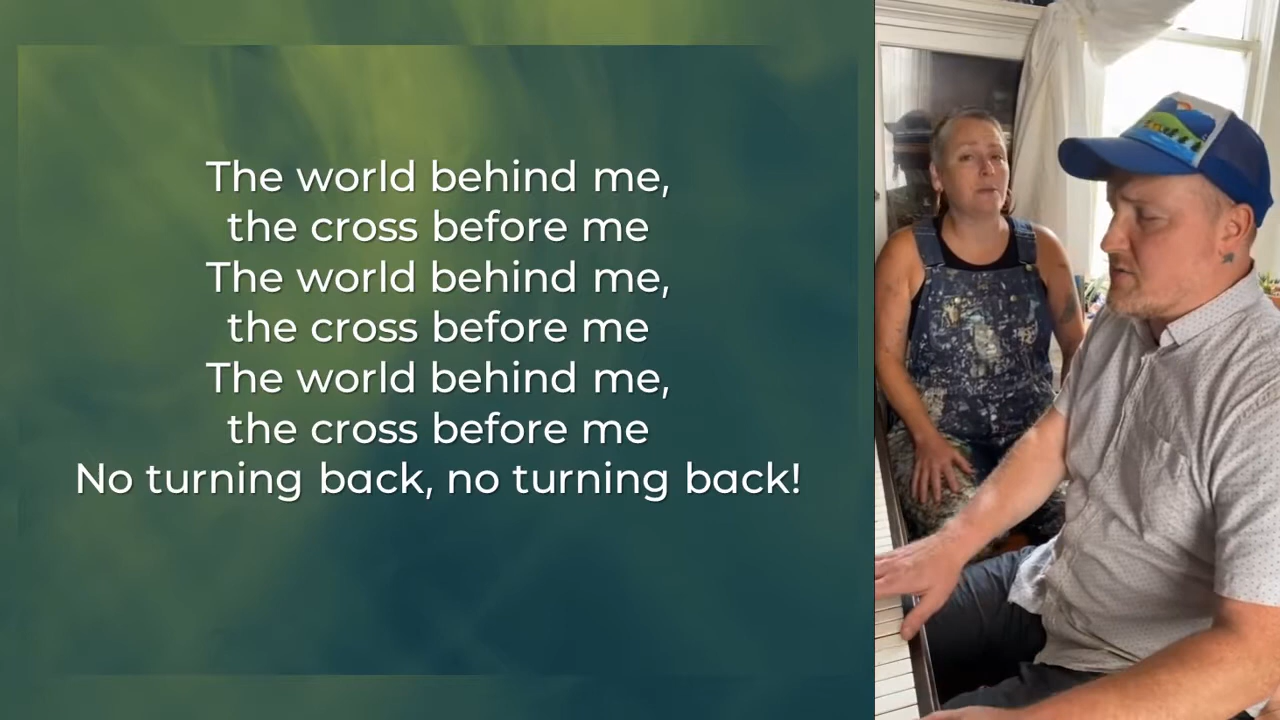 The world behind me,
the cross before me
The world behind me,
the cross before me
The world behind me,
the cross before me
No turning back, no turning back!